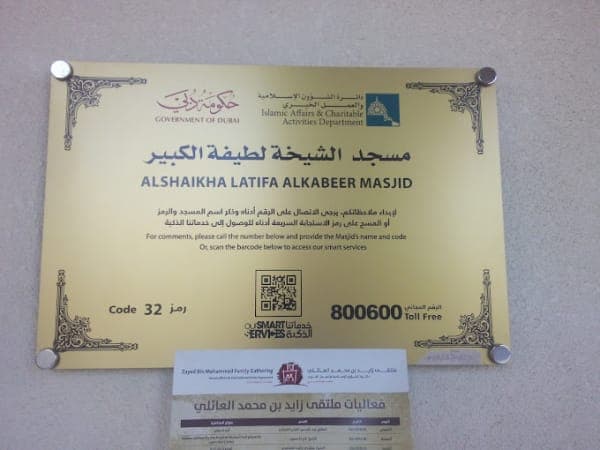 حكومة دبي
GOVERNMENT OF DUBAI
دائرة الشؤون الإسلامية
والعمل الخيري
Islamic Affairs & Charitable
Activities Department
مسجد الشيخة لطيفة الكبير
ALSHAIKHA LATIFA ALKABEER MASJID
لإبداء ملاحظاتكم، يرجى الاتصال على الرقم أدناه وذكر اسم المسجد والرمز
أو المسح على رمز الاستجابة السريعة أدناه للوصول إلى خدماتنا الذكية
For comments, please call the number below and provide the Masjid's name and code
Or, scan the barcode below to access our smart services
Code 32 رمز
OUR SMART SERVICES
خدماتنا الذكية
800600
الرقم المجاني
Toll Free
Zayed Bin Mohammed Family Gathering
ملتقى زايد بن محمد العائلي
فعاليات ملتقى زايد بن محمد العائلي